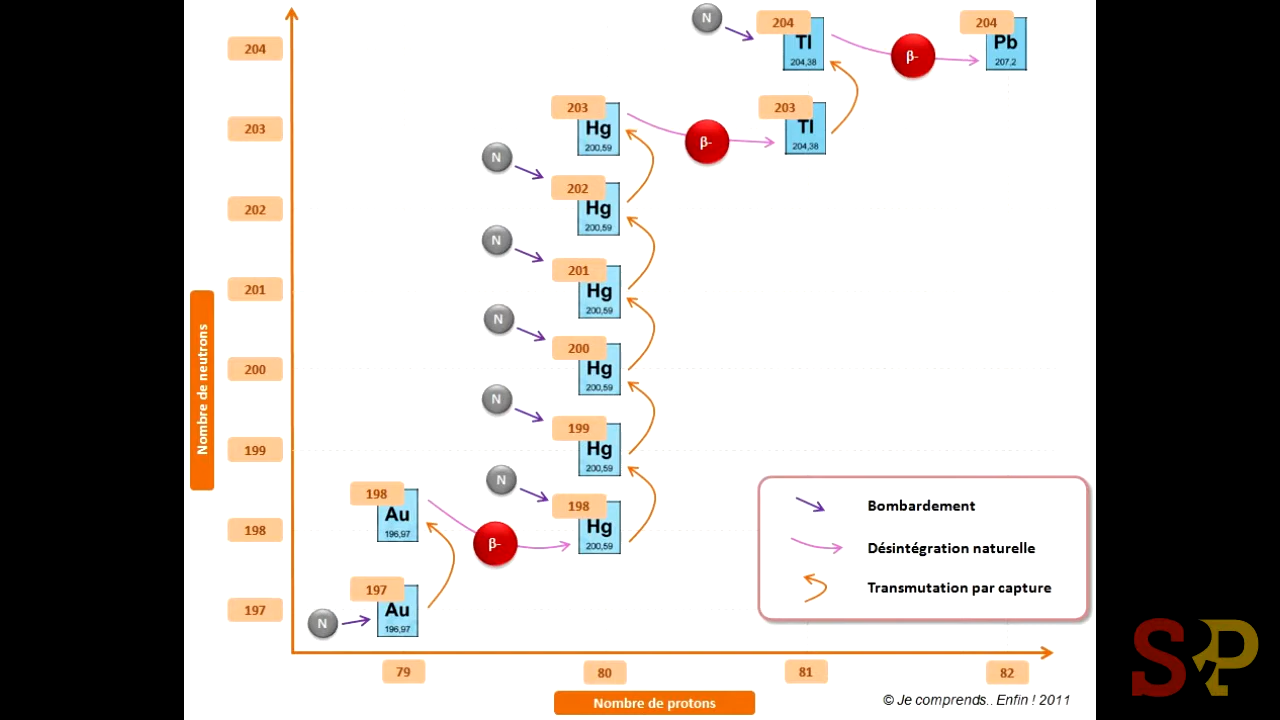 N
204
Tl
204,38
β-
204
Pb
207,2
204
203
Hg
200,59
β-
203
Tl
204,38
203
N
202
Hg
200,59
202
N
201
Hg
200,59
201
N
200
Hg
200,59
200
N
199
Hg
200,59
199
N
198
Hg
200,59
198
Au
196,97
β-
198
197
Au
196,97
N
197
Nombre de neutrons
Bombardement
Désintégration naturelle
Transmutation par capture
79
80
81
82
Nombre de protons
© Je comprends.. Enfin ! 2011
SP